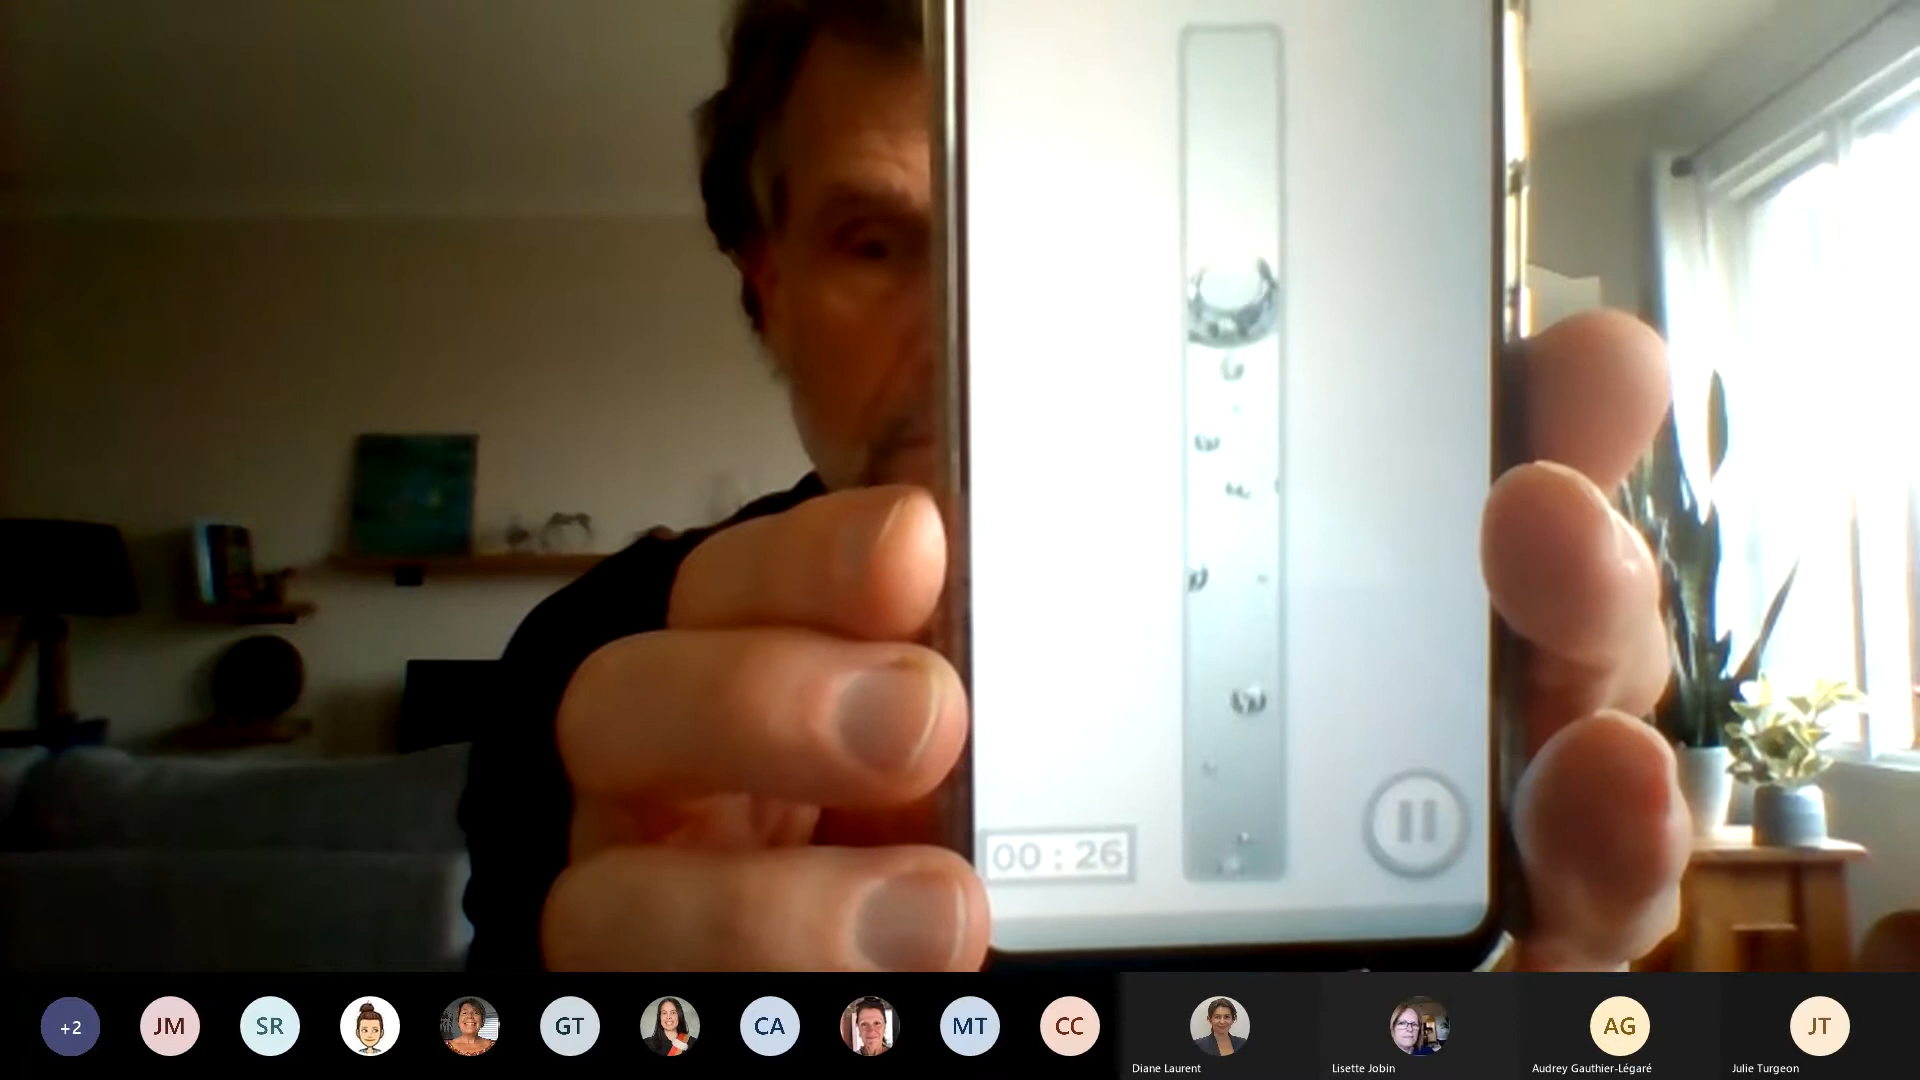 00 : 26
+2
JM
SR
GT
CA
MT
CC
AG
JT
Diane Laurent
Lisette Jobin
Audrey Gauthier-Légaré
Julie Turgeon